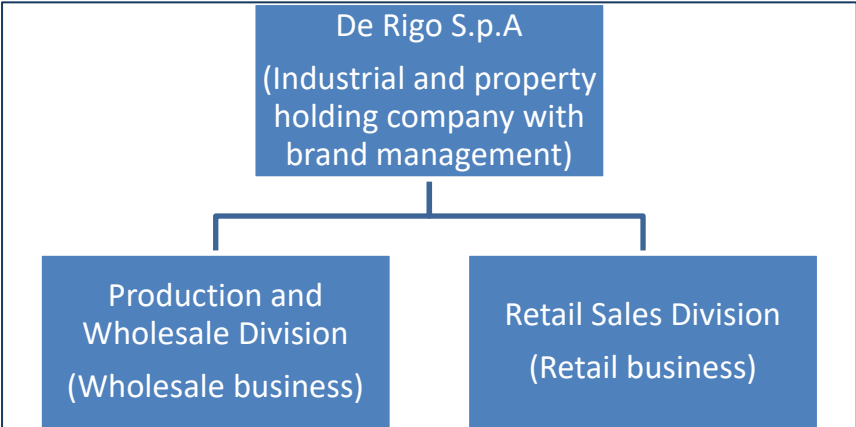 De Rigo S.p.A
(Industrial and property
holding company with
brand management)
Production and
Wholesale Division
(Wholesale business)
Retail Sales Division
(Retail business)